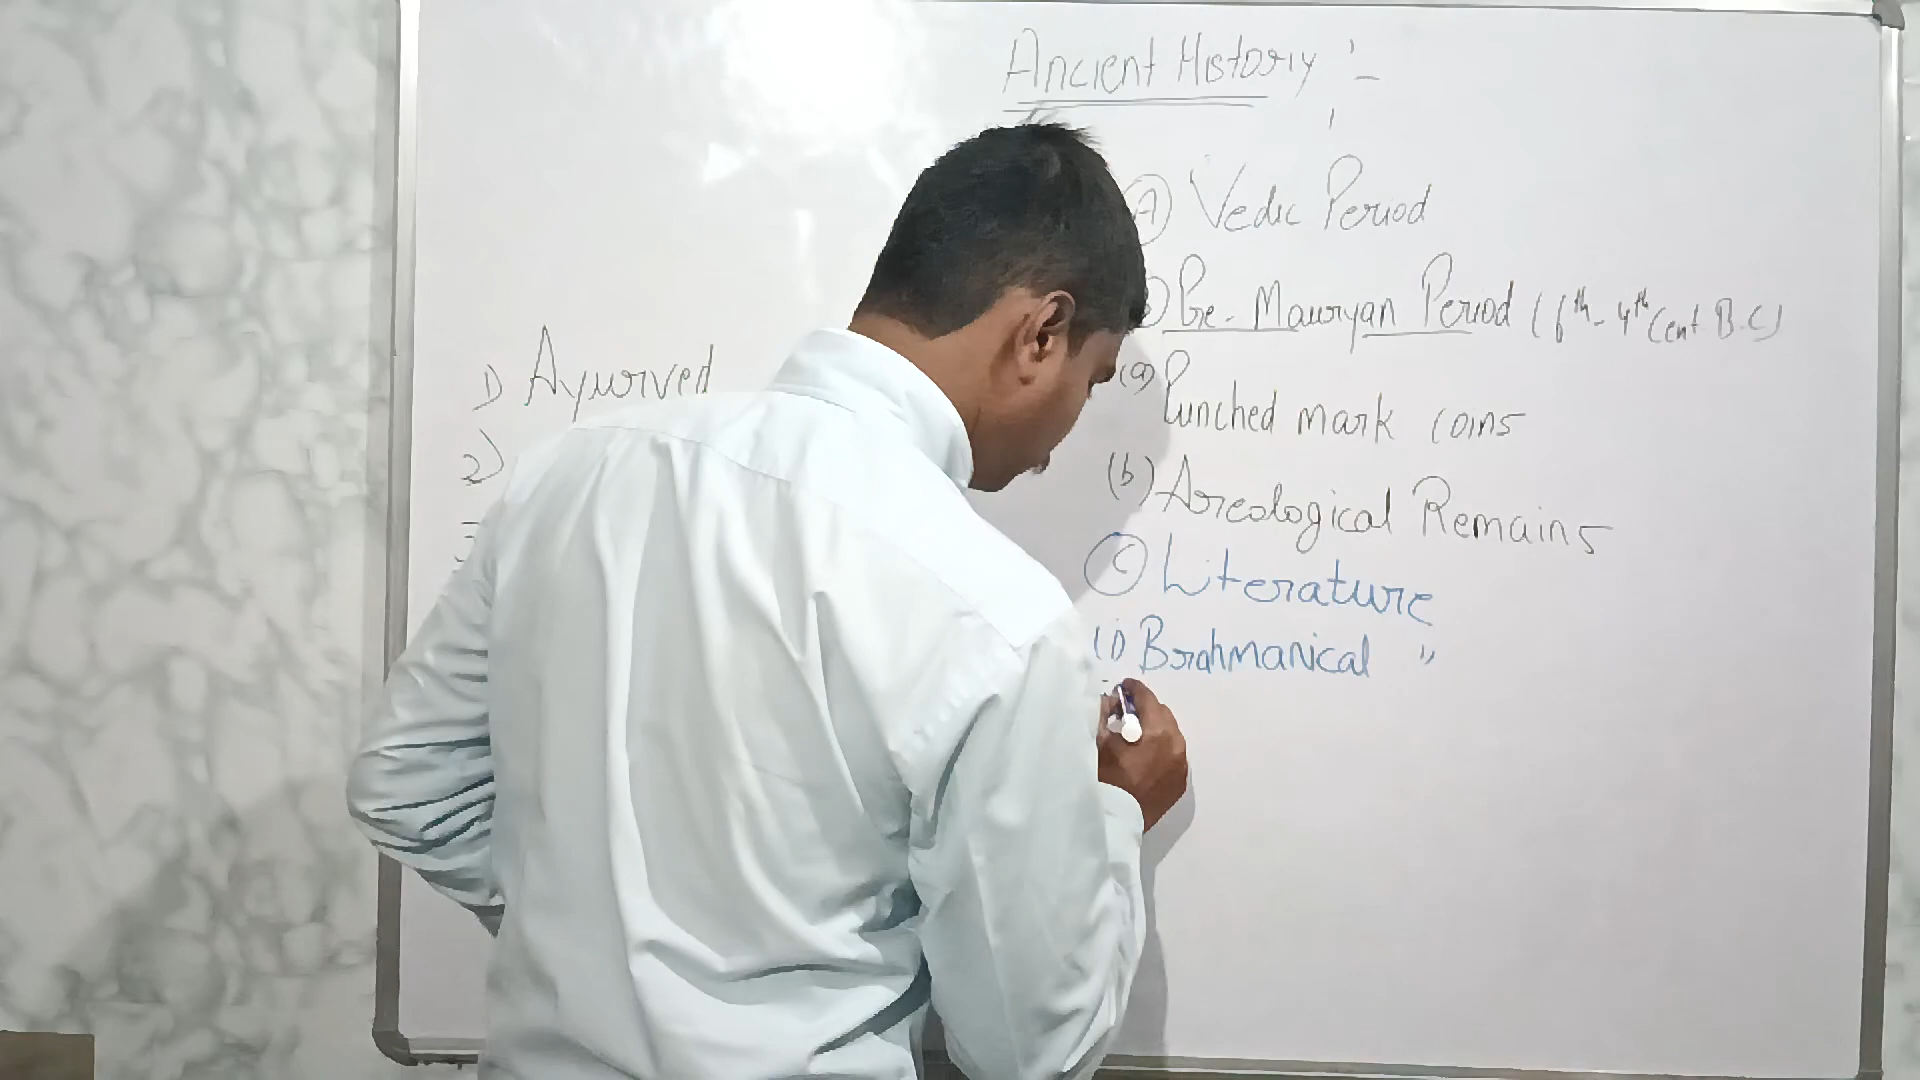 Ancient History :-
(A) Vedic Period
Pre-Mauryan Period (6th-4th Cent B.C)
(a) Punched mark coins
(b) Areological Remains
(C) Literature
(i) Brahmanical "
1) Ayurved
2)
3